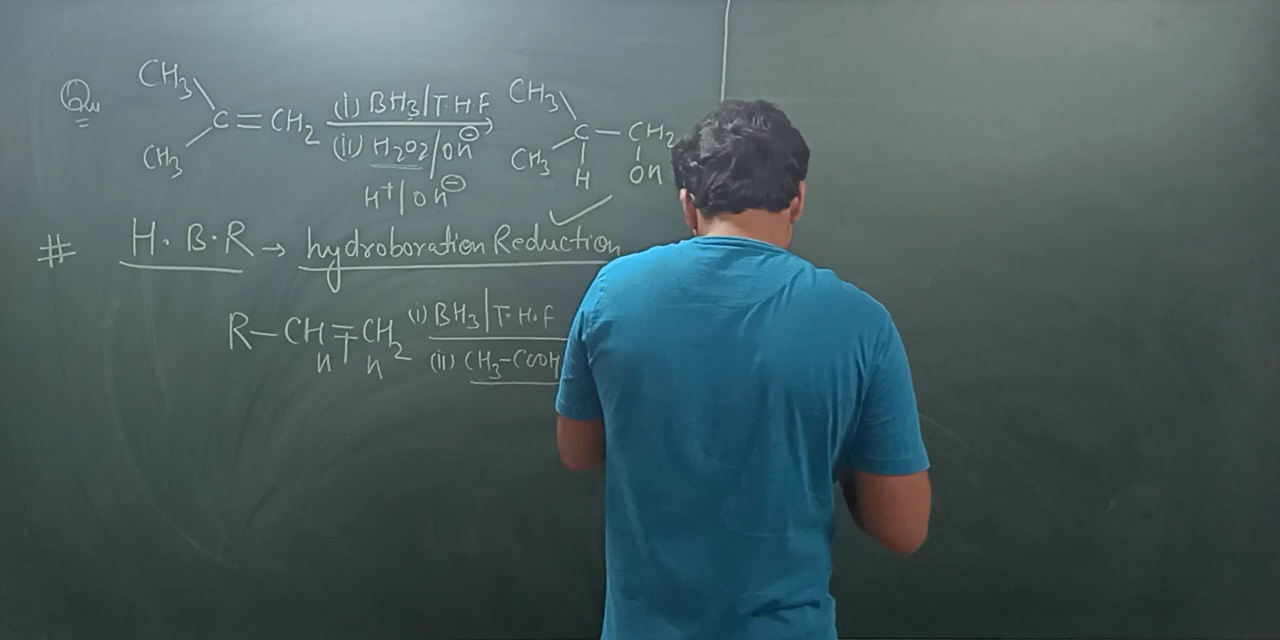 Qu CH3 CH3
C=CH2 (i) BH3/T·H·F C—CH2
CH3 (ii) H2O2/OH⊖ CH3 H OH
H+/OH⊖
# H.B.R → hydroboration Reduction
R—CH=CH2 (i) BH3/T·H·F
H H (ii) CH3-COOH